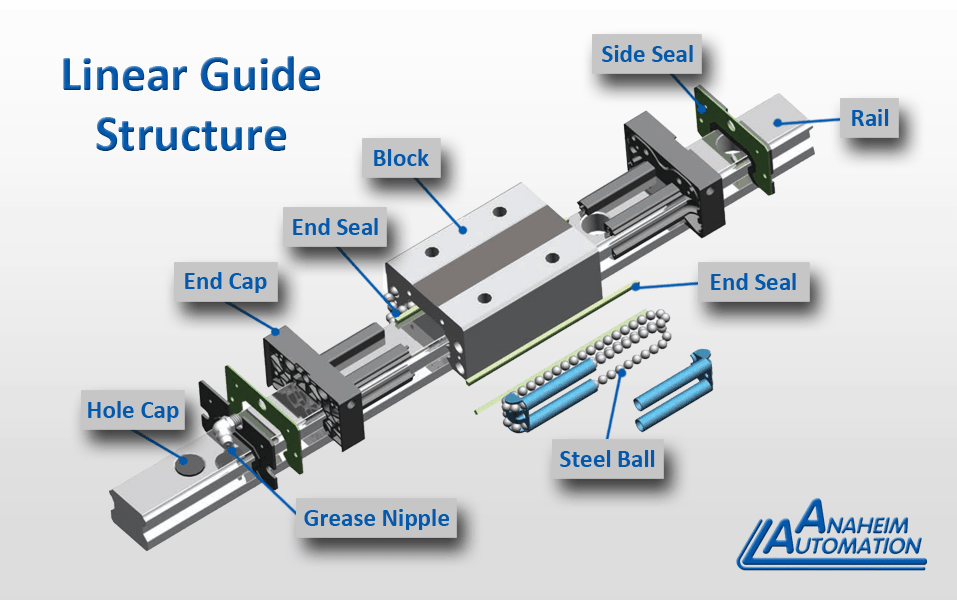 Linear Guide
Structure
Side Seal
Rail
Block
End Seal
End Cap
End Seal
Hole Cap
Steel Ball
Grease Nipple
ANAHEIM
AUTOMATION